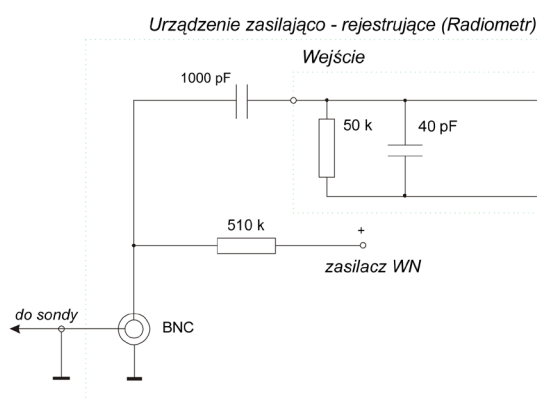 Urządzenie zasilająco - rejestrujące (Radiometr)
Wejście
1000 pF
50 k
40 pF
510 k
+
zasilacz WN
do sondy
BNC